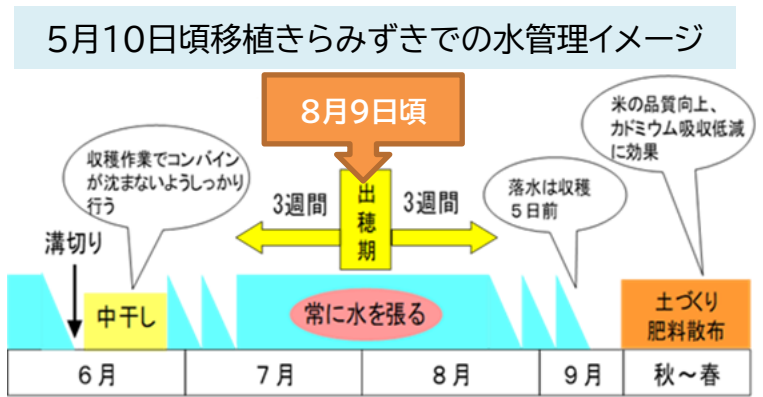 5月10日頃移植きらみずきでの水管理イメージ
8月9日頃
米の品質向上、
カドミウム吸収低減
に効果
収穫作業でコンバイン
が沈まないようしっかり
行う
3週間
出
穂
期
3週間
落水は収穫
5日前
溝切り
中干し
常に水を張る
土づくり
肥料散布
6月
7月
8月
9月
秋～春